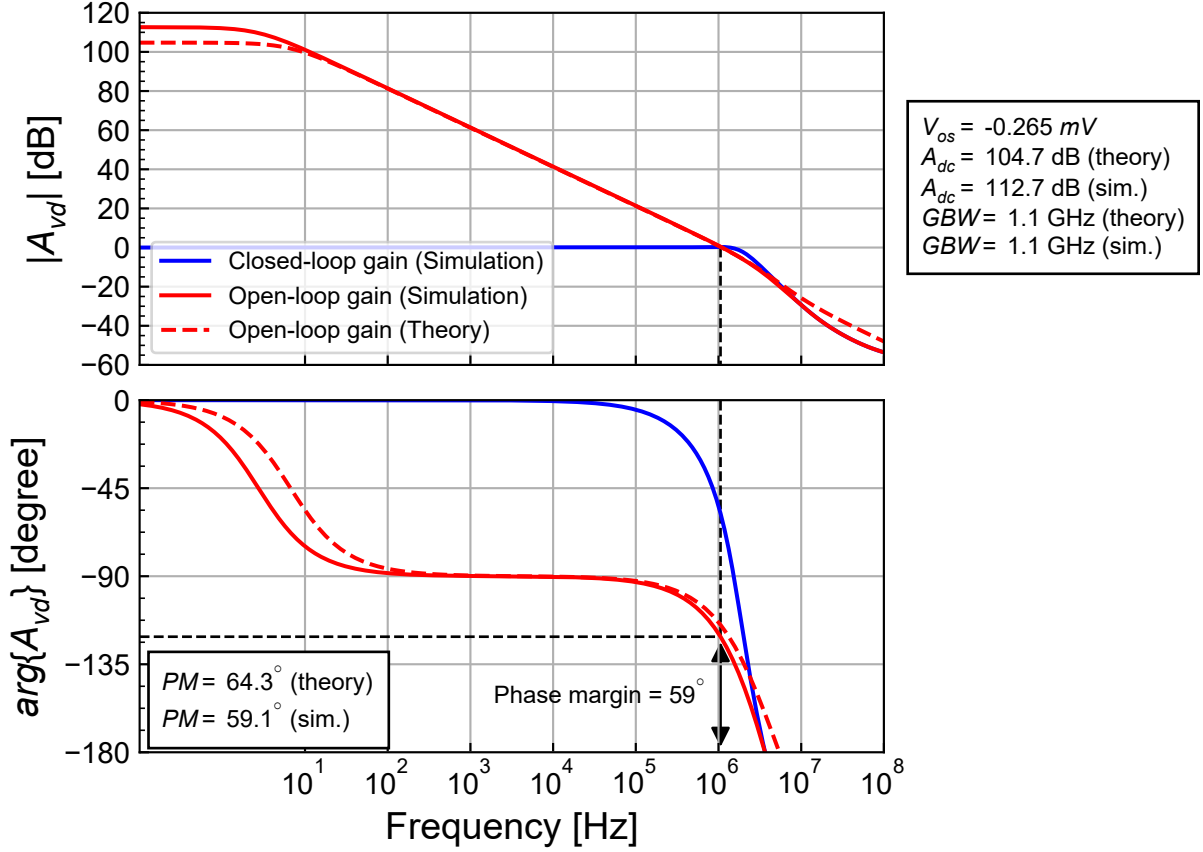 120
100
80
60
40
20
0
−20
−40
−60
|A_vd| [dB]
Closed-loop gain (Simulation)
Open-loop gain (Simulation)
Open-loop gain (Theory)
V_os = -0.265 mV
A_dc = 104.7 dB (theory)
A_dc = 112.7 dB (sim.)
GBW = 1.1 GHz (theory)
GBW = 1.1 GHz (sim.)
0
−45
−90
−135
−180
arg{A_vd} [degree]
PM = 64.3° (theory)
PM = 59.1° (sim.)
Phase margin = 59°
10^1 10^2 10^3 10^4 10^5 10^6 10^7 10^8
Frequency [Hz]